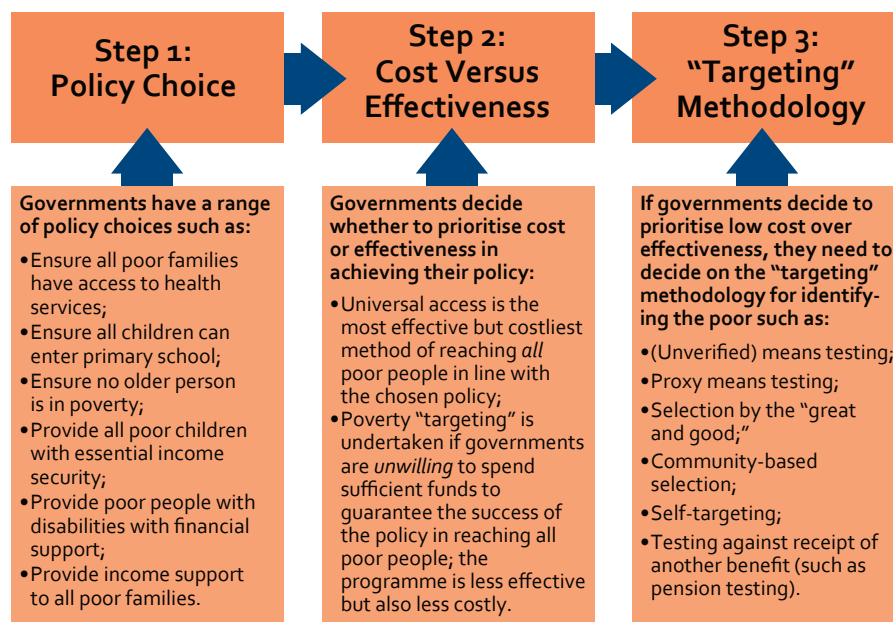 Step 1:
Policy Choice
Governments have a range
of policy choices such as:
•Ensure all poor families
have access to health
services;
•Ensure all children can
enter primary school;
•Ensure no older person
is in poverty;
•Provide all poor children
with essential income
security;
•Provide poor people with
disabilities with financial
support;
•Provide income support
to all poor families.
Step 2:
Cost Versus
Effectiveness
Governments decide
whether to prioritise cost
or effectiveness in
achieving their policy:
•Universal access is the
most effective but costliest
method of reaching all
poor people in line with
the chosen policy;
•Poverty “targeting” is
undertaken if governments
are unwilling to spend
sufficient funds to
guarantee the success of
the policy in reaching all
poor people; the
programme is less effective
but also less costly.
Step 3:
“Targeting”
Methodology
If governments decide to
prioritise low cost over
effectiveness, they need to
decide on the “targeting”
methodology for identify-
ing the poor such as:
•(Unverified) means testing;
•Proxy means testing;
•Selection by the “great
and good;”
•Community-based
selection;
•Self-targeting;
•Testing against receipt of
another benefit (such as
pension testing).